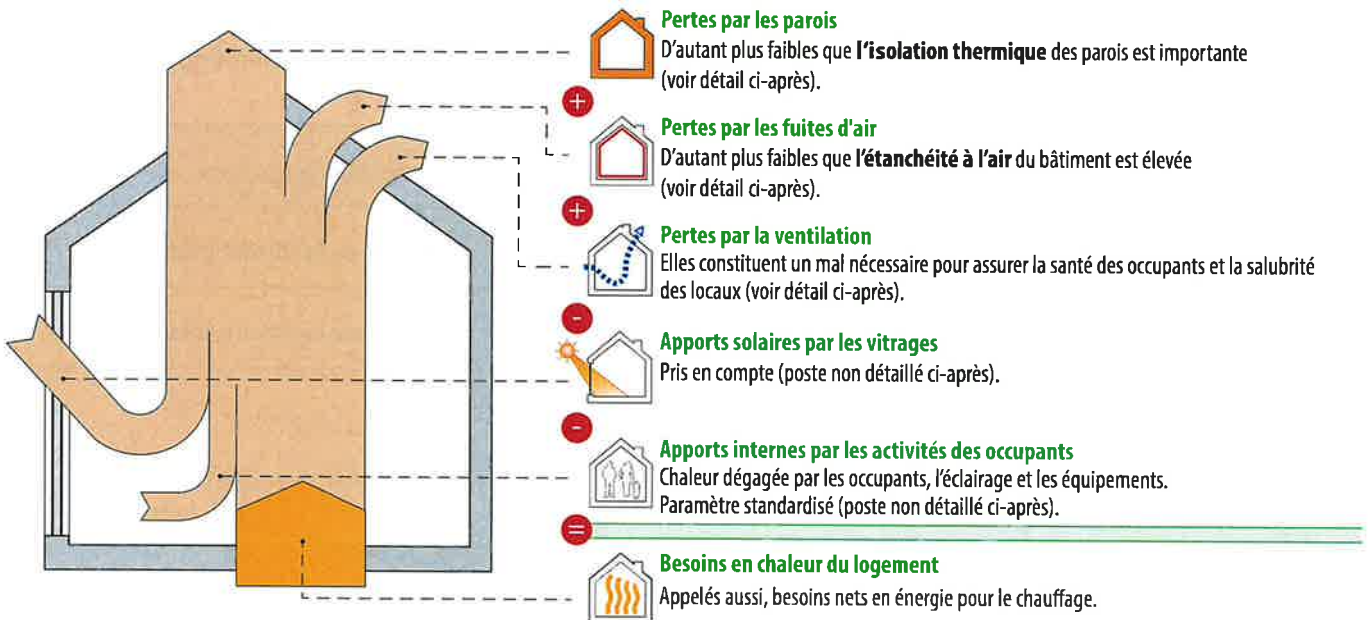 Pertes par les parois
D'autant plus faibles que l'isolation thermique des parois est importante
(voir détail ci-après).
+
Pertes par les fuites d'air
D'autant plus faibles que l'étanchéité à l'air du bâtiment est élevée
(voir détail ci-après).
+
Pertes par la ventilation
Elles constituent un mal nécessaire pour assurer la santé des occupants et la salubrité
des locaux (voir détail ci-après).
-
Apports solaires par les vitrages
Pris en compte (poste non détaillé ci-après).
-
Apports internes par les activités des occupants
Chaleur dégagée par les occupants, l'éclairage et les équipements.
Paramètre standardisé (poste non détaillé ci-après).
=
Besoins en chaleur du logement
Appelés aussi, besoins nets en énergie pour le chauffage.